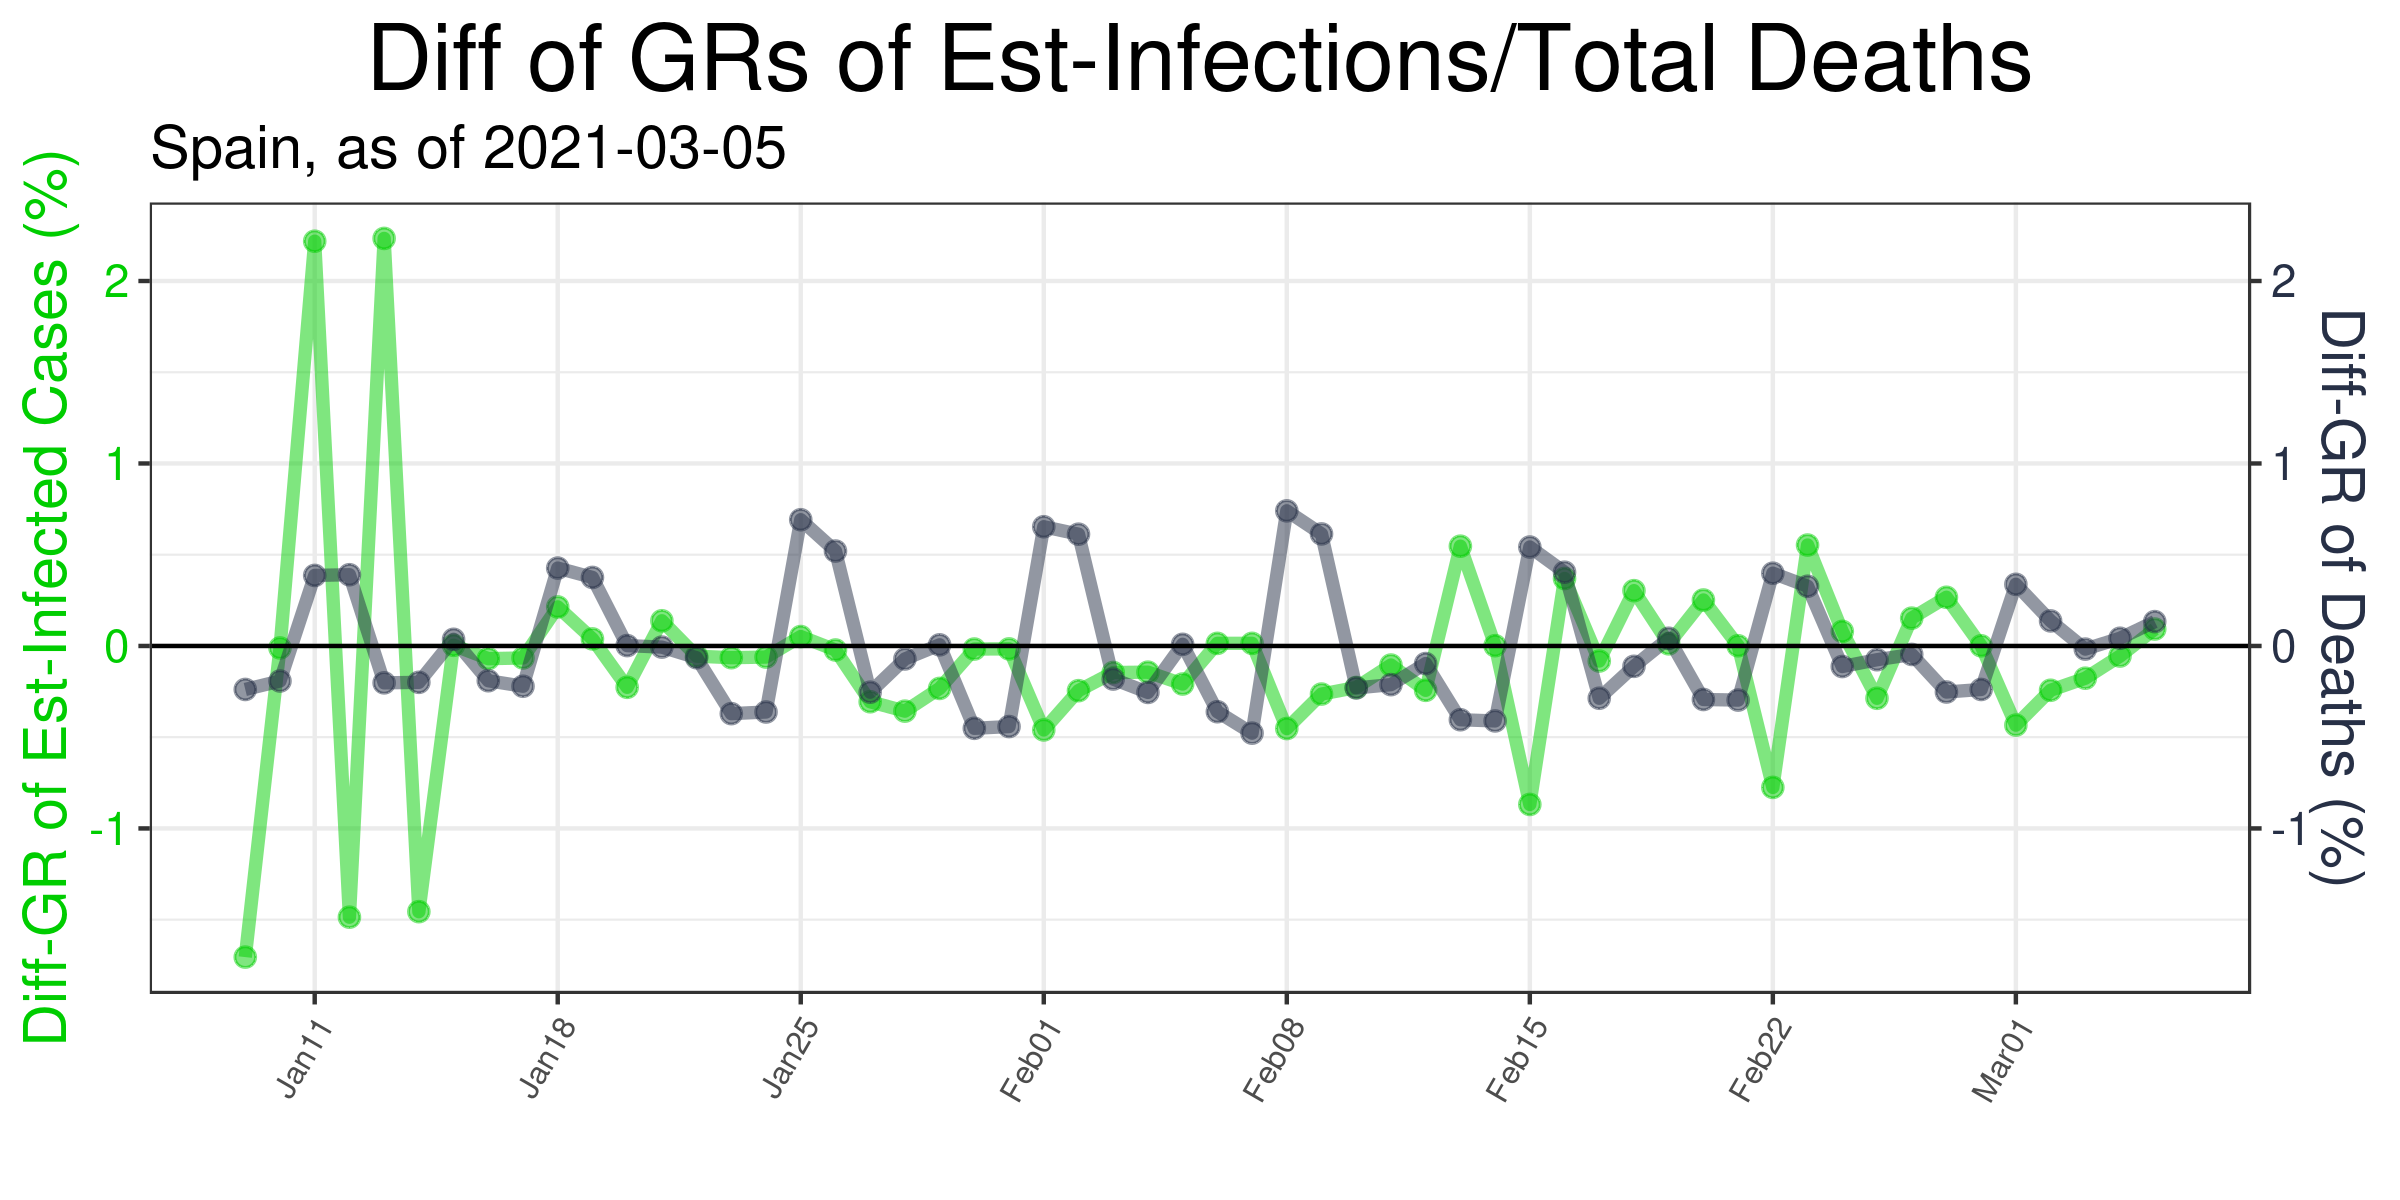 Diff of GRs of Est-Infections/Total Deaths
Spain, as of 2021-03-05
Diff-GR of Est-Infected Cases (%)
2
1
0
-1
2
1
0
-1
Diff-GR of Deaths (%)
Jan11
Jan18
Jan25
Feb01
Feb08
Feb15
Feb22
Mar01